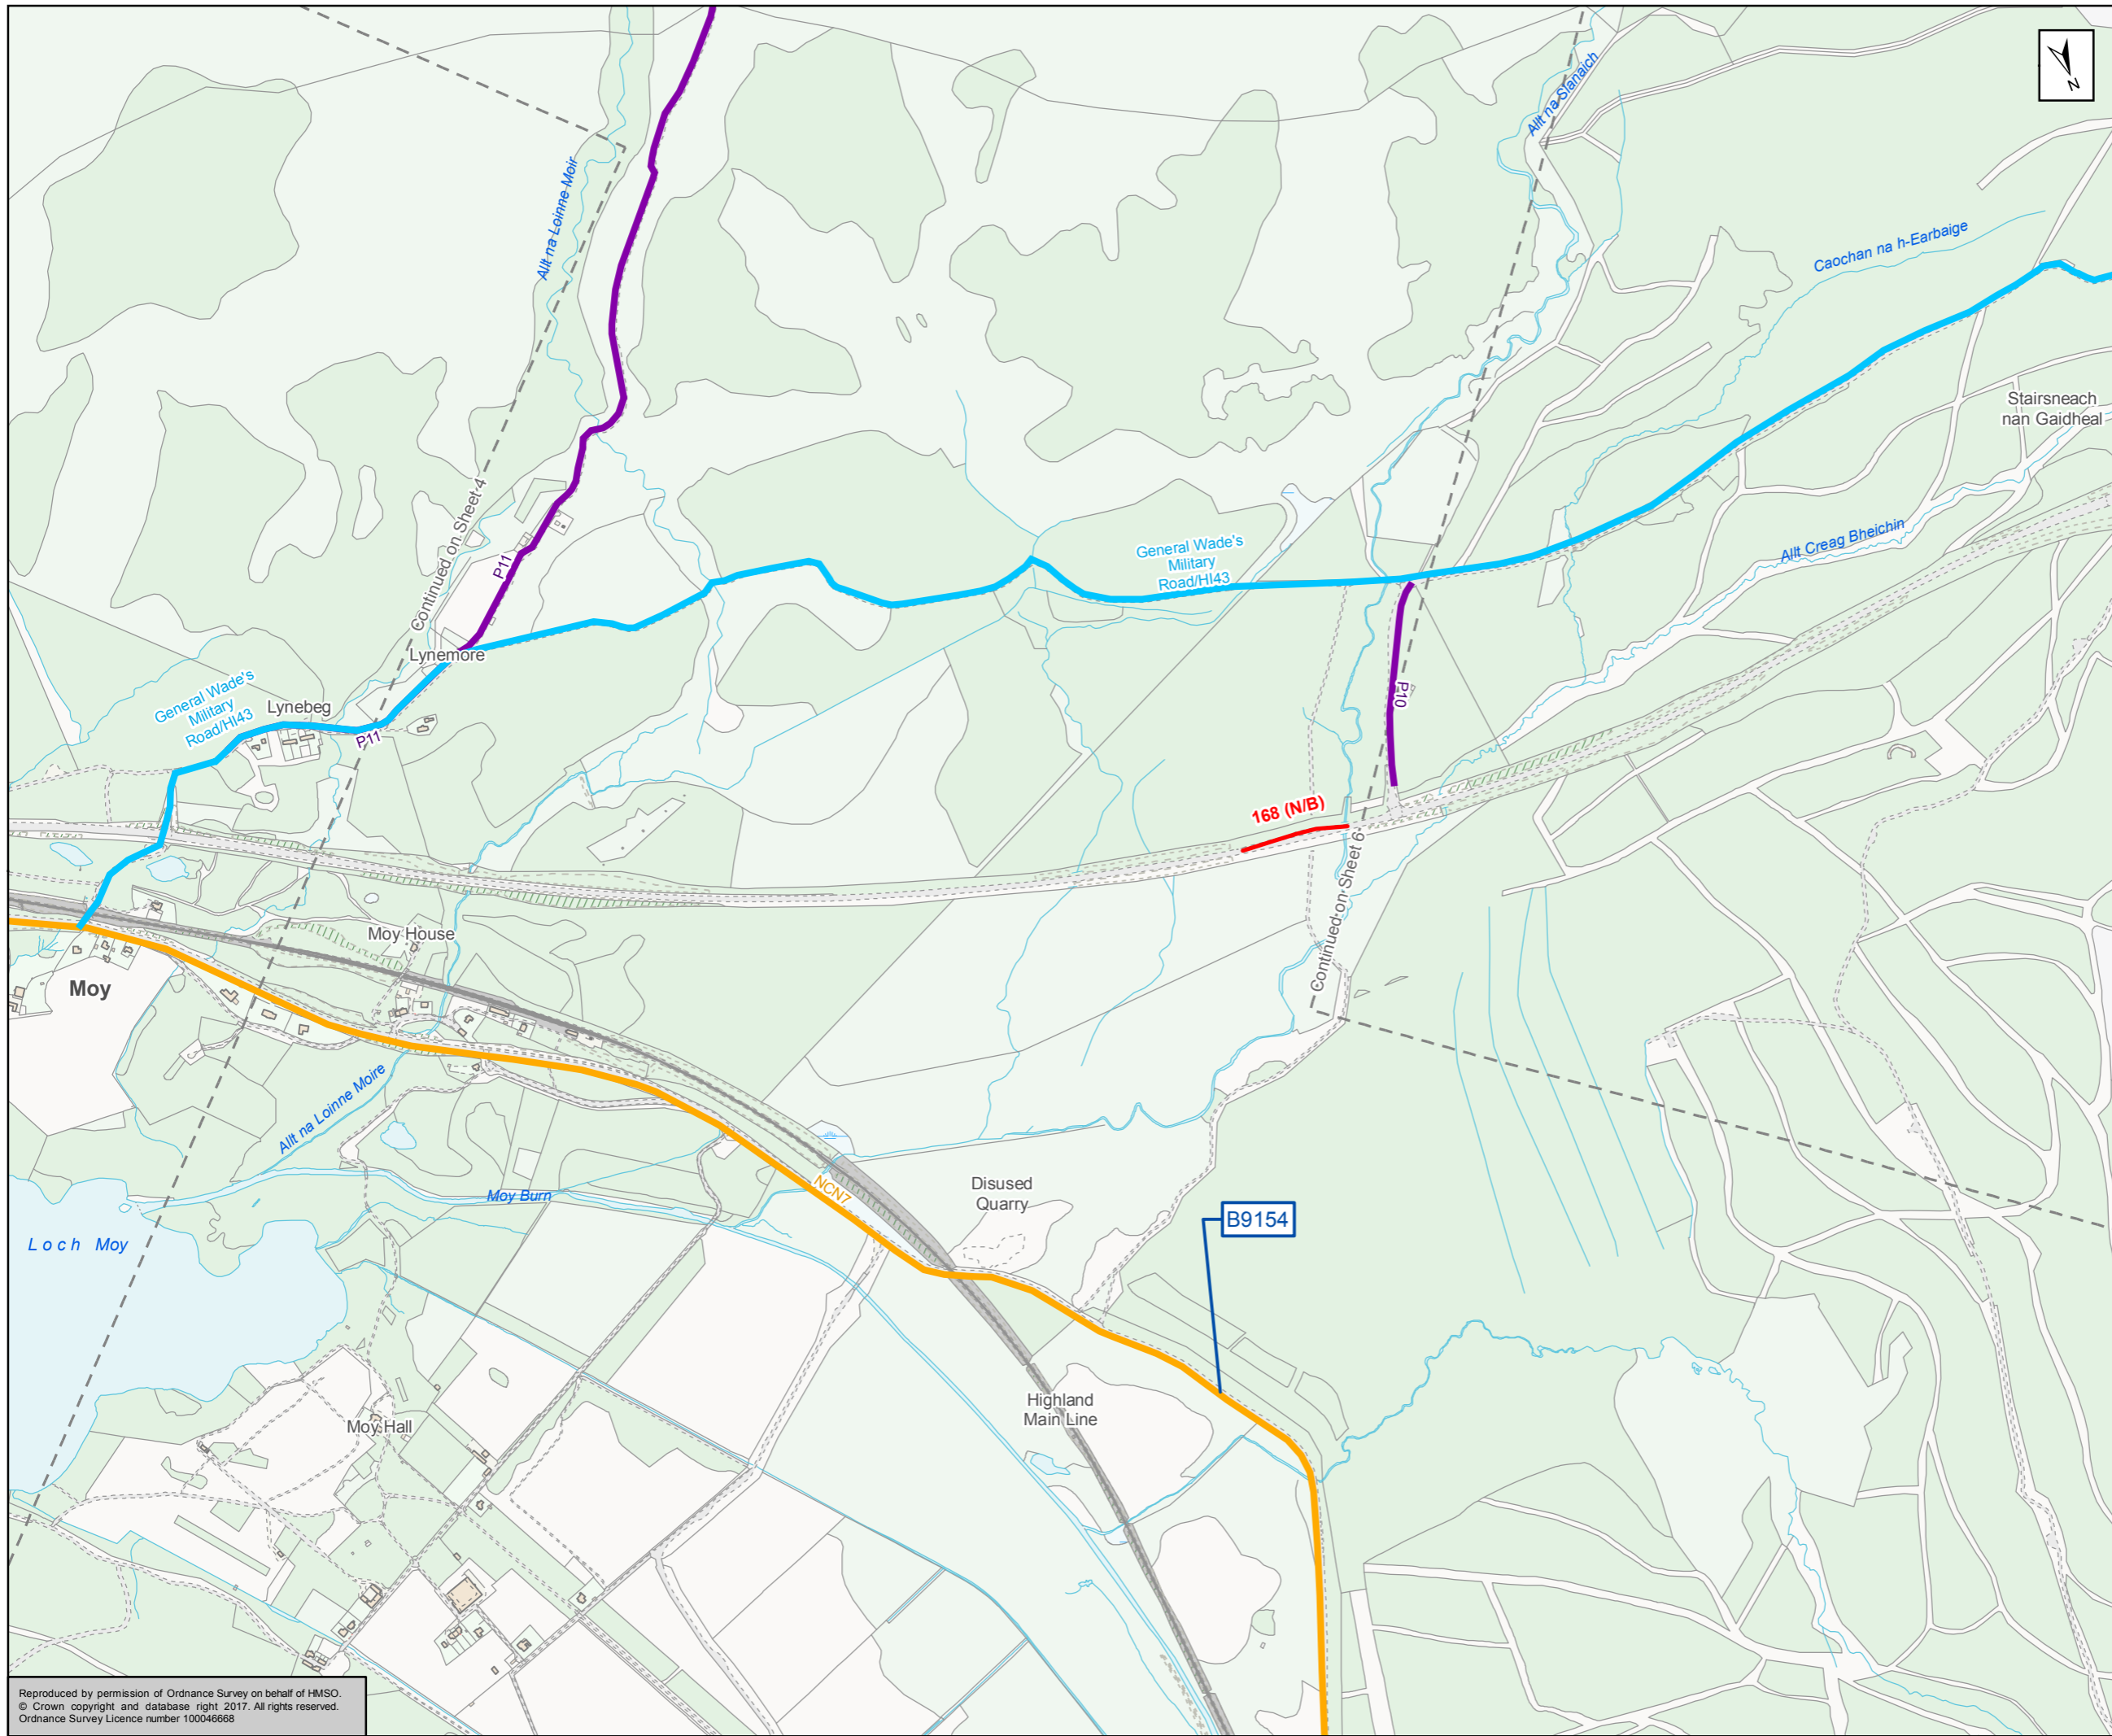 N
Allt na Slanaich
Allt na Loinne Moir
Caochan na h-Earbaige
Stairsneach
nan Gaidheal
Continued on Sheet 4
P11
General Wade's
Military
Road/HI43
Allt Creag Bheichin
Lynemore
General Wade's
Military
Road/HI43
Lynebeg
P11
P10
168 (N/B)
Continued on Sheet 6
Moy House
Moy
Allt na Loinne Moire
Moy Burn
NCN7
Disused
Quarry
B9154
Loch Moy
Highland
Main Line
Moy Hall
Reproduced by permission of Ordnance Survey on behalf of HMSO.
© Crown copyright and database right 2017. All rights reserved.
Ordnance Survey Licence number 100046668